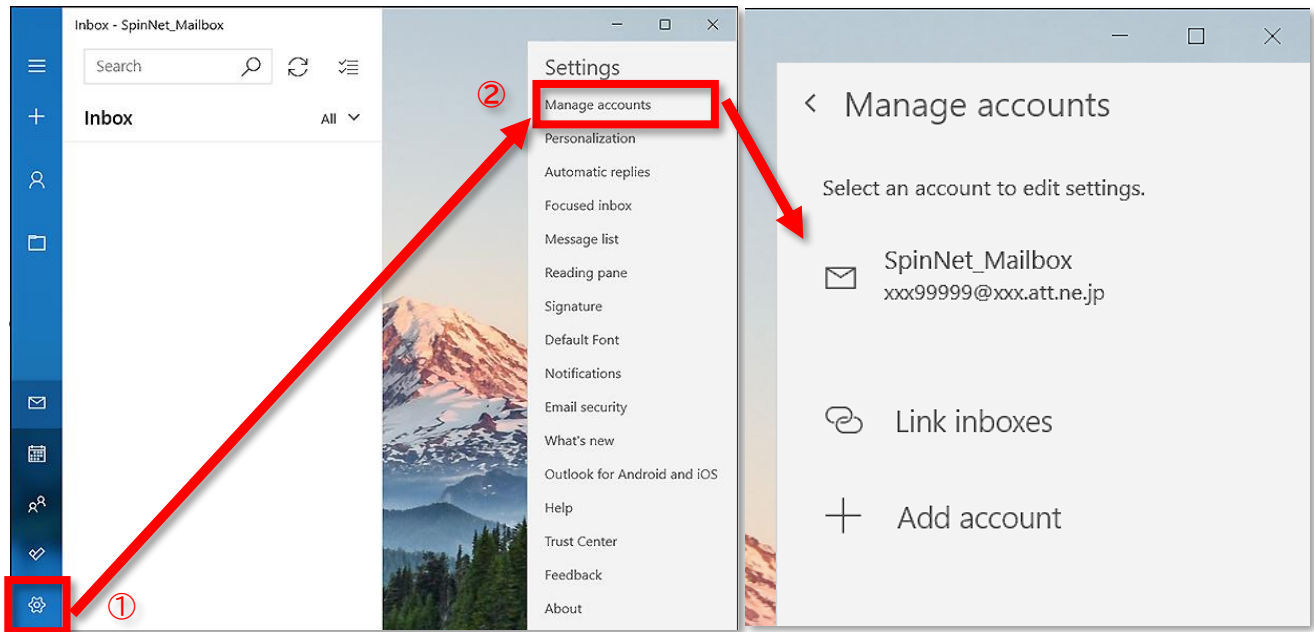 Inbox - SpinNet_Mailbox
Search
Inbox
All
①
②
Settings
Manage accounts
Personalization
Automatic replies
Focused inbox
Message list
Reading pane
Signature
Default Font
Notifications
Email security
What's new
Outlook for Android and iOS
Help
Trust Center
Feedback
About
Manage accounts
Select an account to edit settings.
SpinNet_Mailbox
xxx99999@xxx.att.ne.jp
Link inboxes
Add account